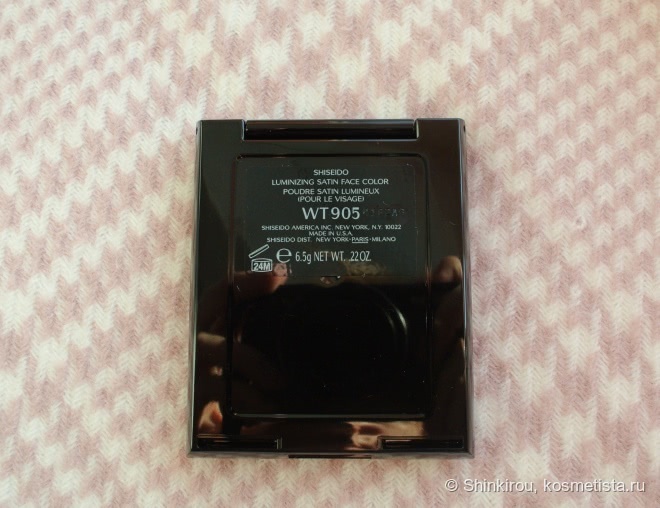 SHISEIDO
LUMINIZING SATIN FACE COLOR
POUDRE SATIN LUMINEUX
(POUR LE VISAGE)
WT905
SHISEIDO AMERICA INC. NEW YORK, N.Y. 10022
MADE IN U.S.A.
SHISEIDO DIST. NEW YORK•PARIS•MILANO
24M ℮ 6.5g NET WT. .22 OZ.
© Shinkirou, kosmetista.ru